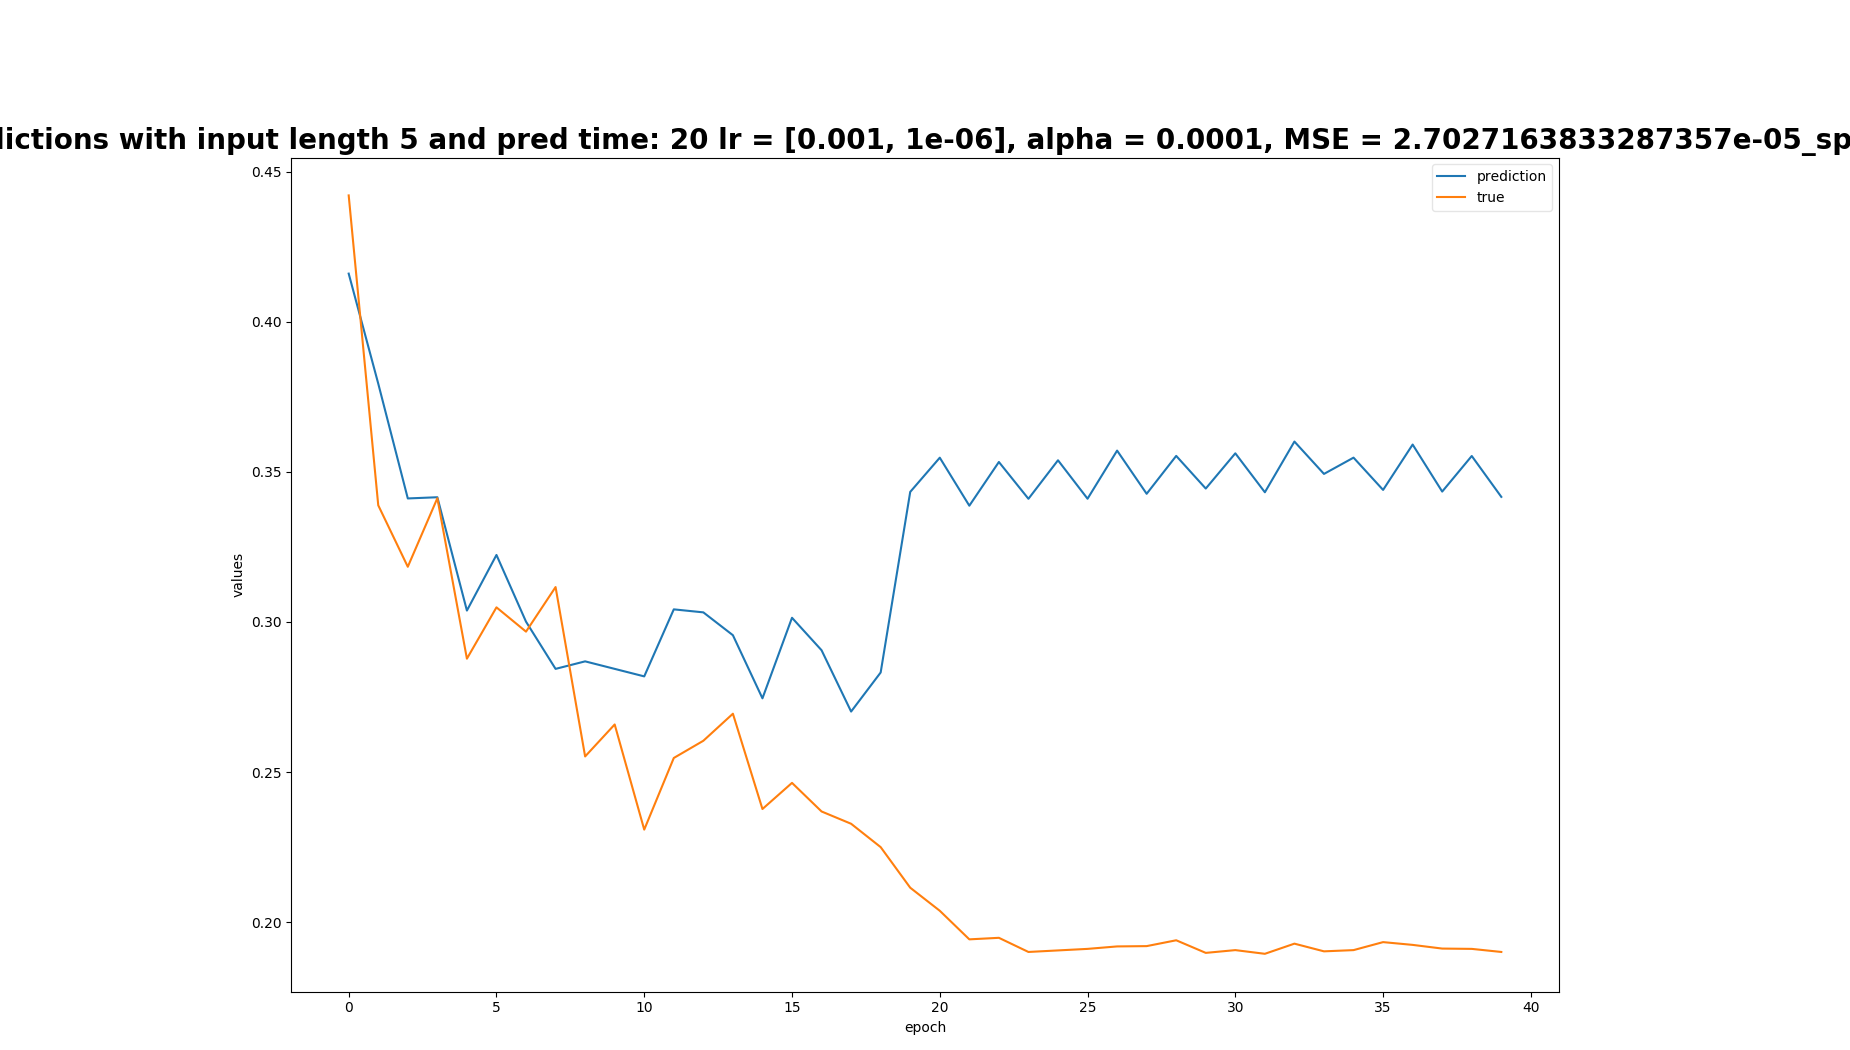 dictions with input length 5 and pred time: 20 lr = [0.001, 1e-06], alpha = 0.0001, MSE = 2.7027163833287357e-05_sp
prediction
true
0.45
0.40
0.35
0.30
0.25
0.20
values
0 5 10 15 20 25 30 35 40
epoch